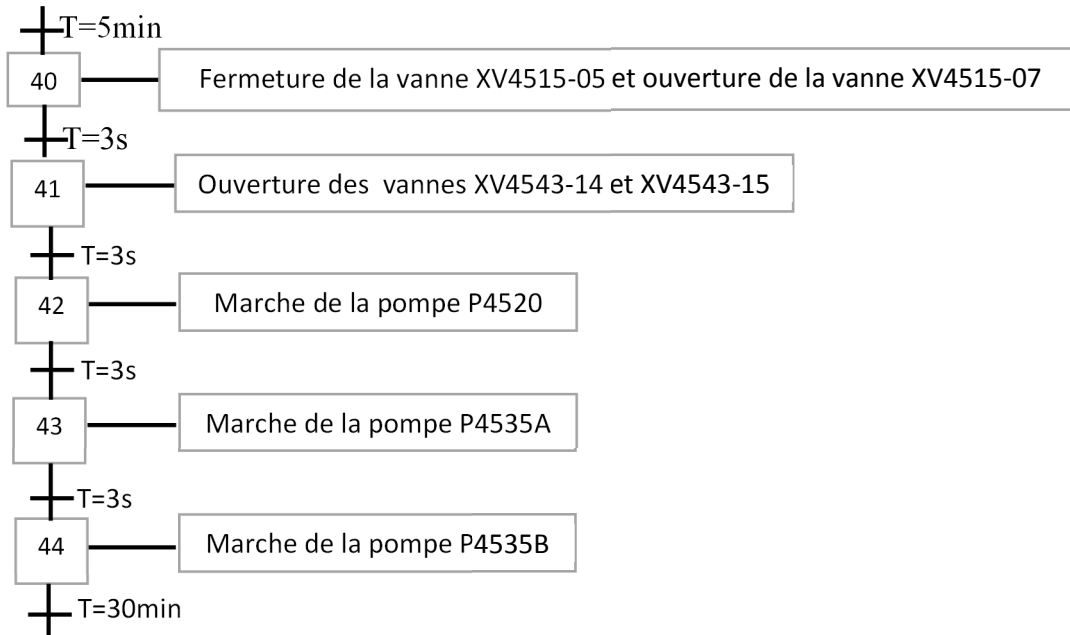 T=5min
40
Fermeture de la vanne XV4515-05 et ouverture de la vanne XV4515-07
T=3s
41
Ouverture des vannes XV4543-14 et XV4543-15
T=3s
42
Marche de la pompe P4520
T=3s
43
Marche de la pompe P4535A
T=3s
44
Marche de la pompe P4535B
T=30min